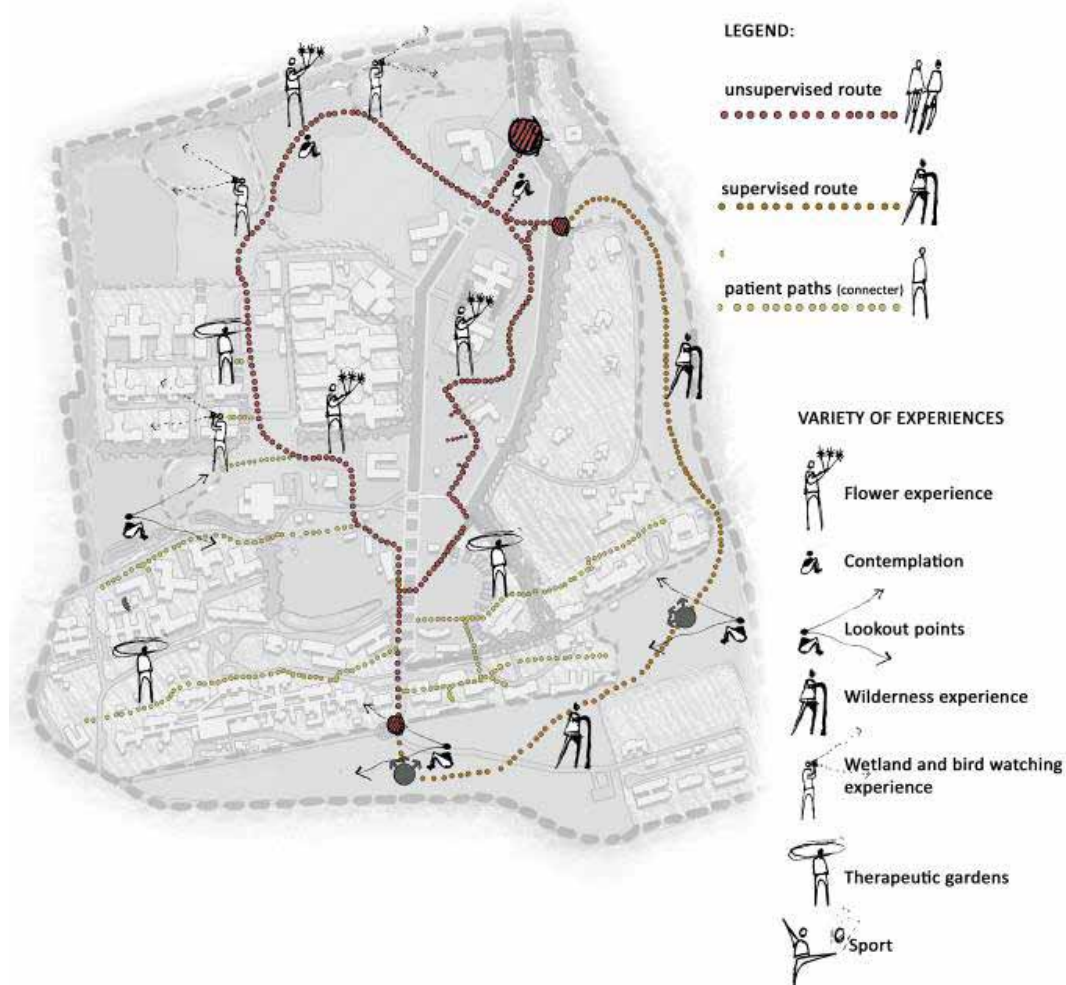 LEGEND:
unsupervised route
supervised route
patient paths (connecter)
VARIETY OF EXPERIENCES
Flower experience
Contemplation
Lookout points
Wilderness experience
Wetland and bird watching
experience
Therapeutic gardens
Sport